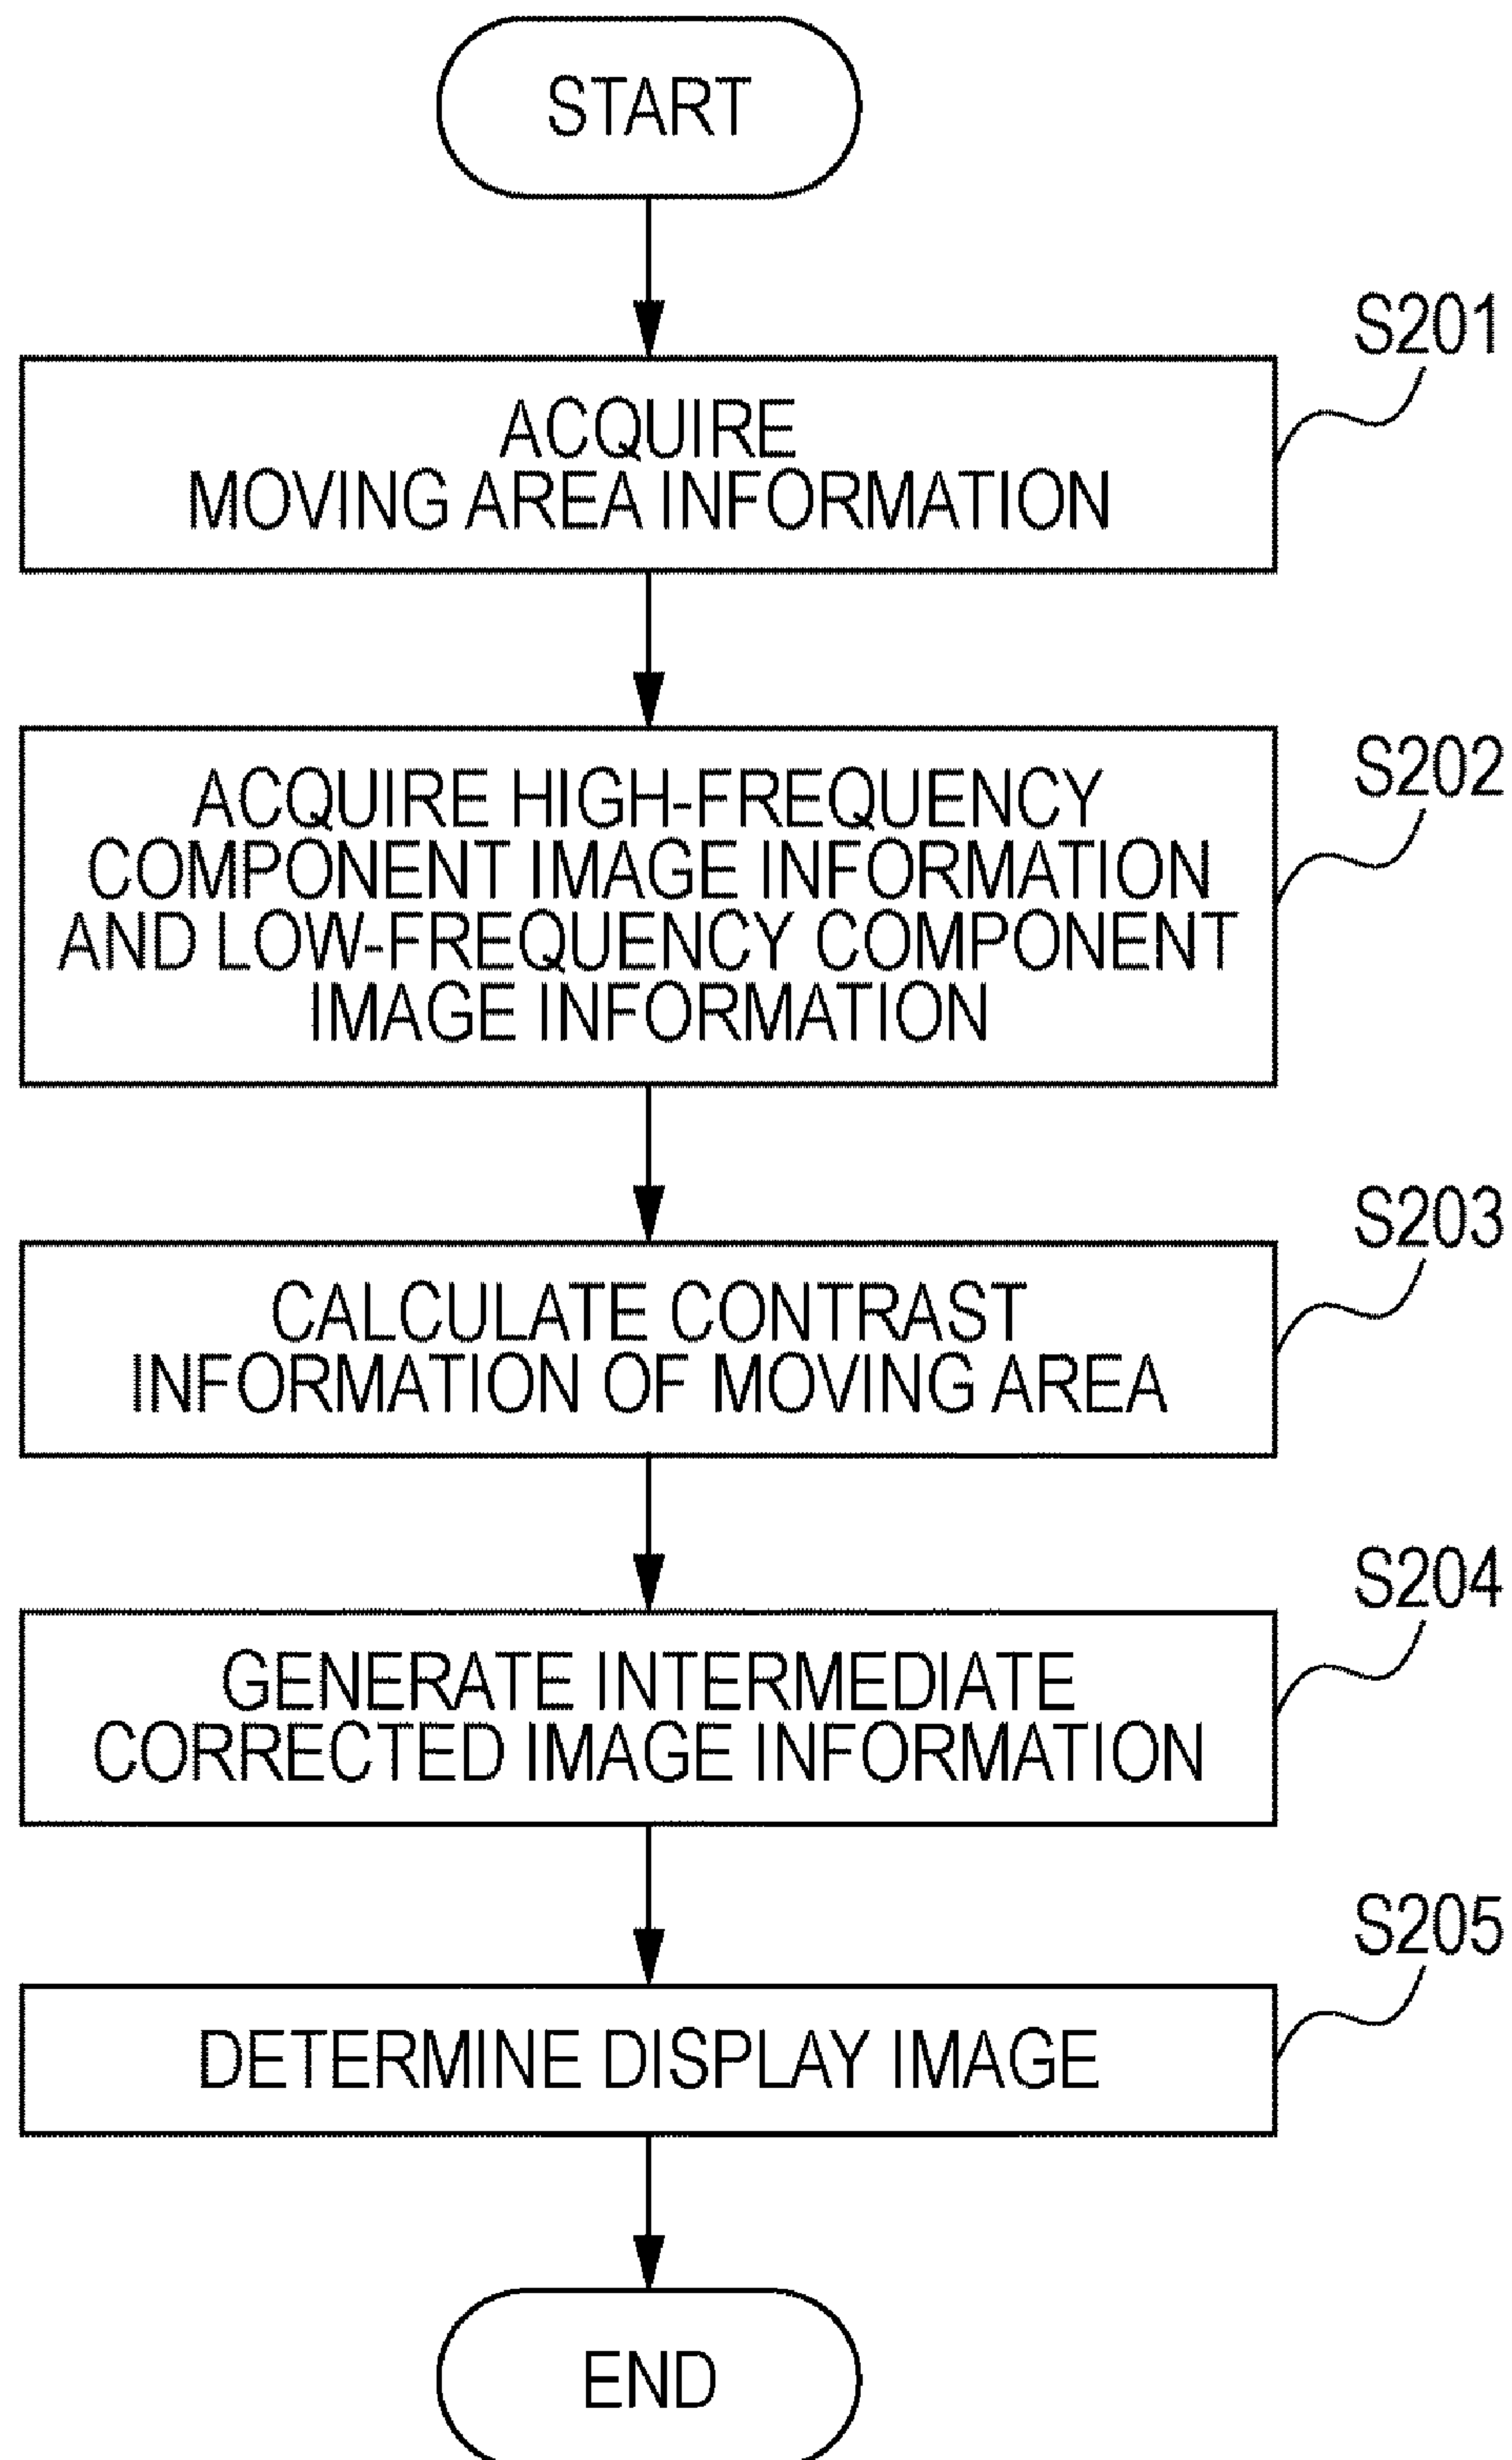 START
S201
ACQUIRE
MOVING AREA INFORMATION
S202
ACQUIRE HIGH-FREQUENCY
COMPONENT IMAGE INFORMATION
AND LOW-FREQUENCY COMPONENT
IMAGE INFORMATION
S203
CALCULATE CONTRAST
INFORMATION OF MOVING AREA
S204
GENERATE INTERMEDIATE
CORRECTED IMAGE INFORMATION
S205
DETERMINE DISPLAY IMAGE
END